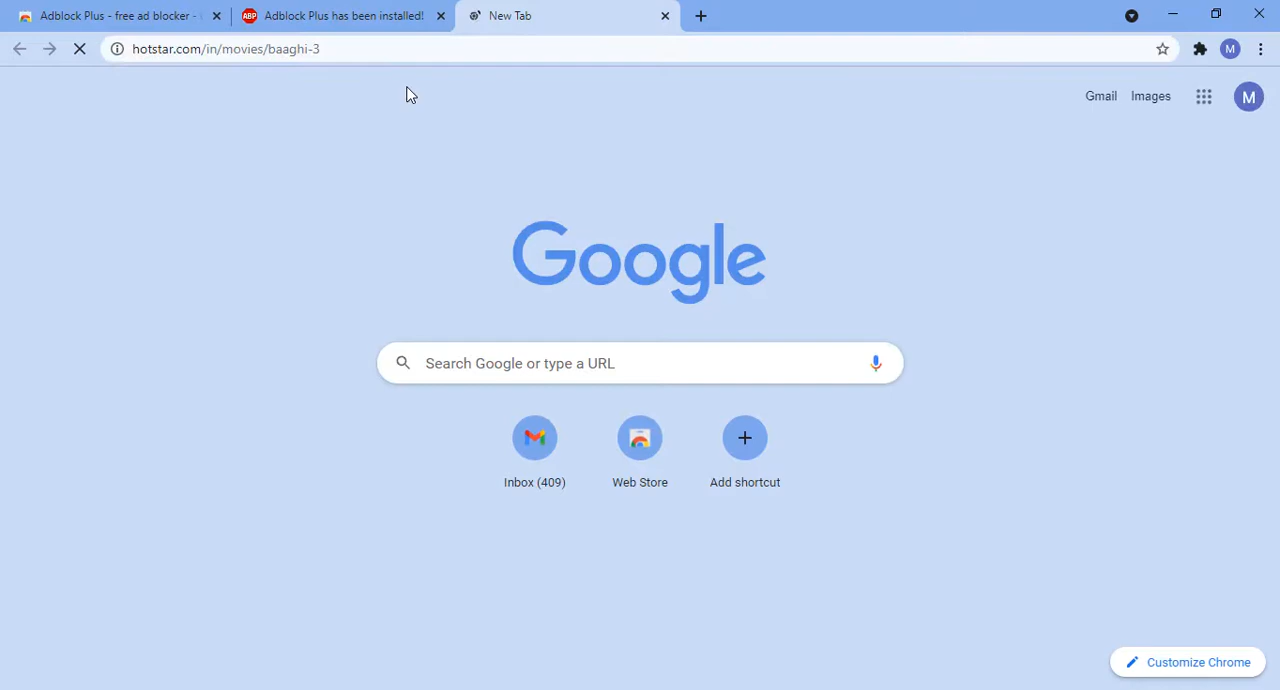 Adblock Plus - free ad blocker -
ABP Adblock Plus has been installed!
New Tab
hotstar.com/in/movies/baaghi-3
M
Gmail Images M
Google
Search Google or type a URL
Inbox (409) Web Store Add shortcut
Customize Chrome